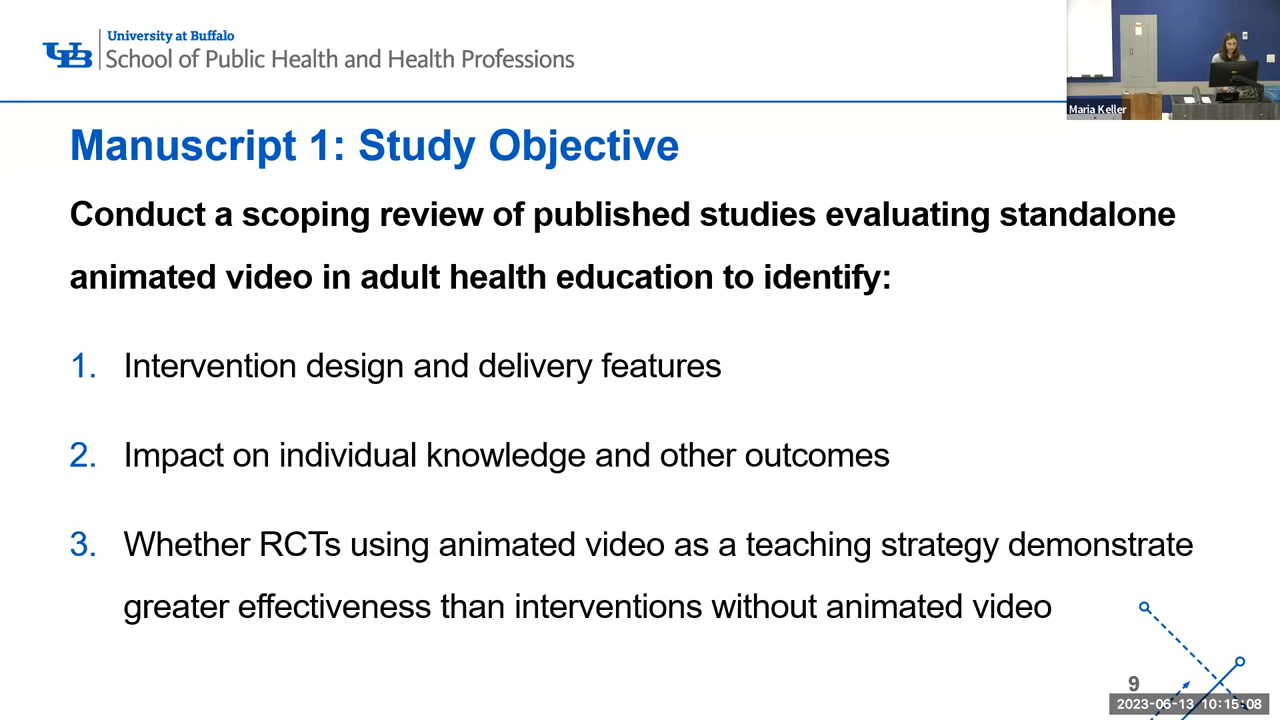 University at Buffalo
UB
School of Public Health and Health Professions
Maria Keller
Manuscript 1: Study Objective
Conduct a scoping review of published studies evaluating standalone
animated video in adult health education to identify:
1. Intervention design and delivery features
2. Impact on individual knowledge and other outcomes
3. Whether RCTs using animated video as a teaching strategy demonstrate
greater effectiveness than interventions without animated video
9
2023-06-13 10:15:08